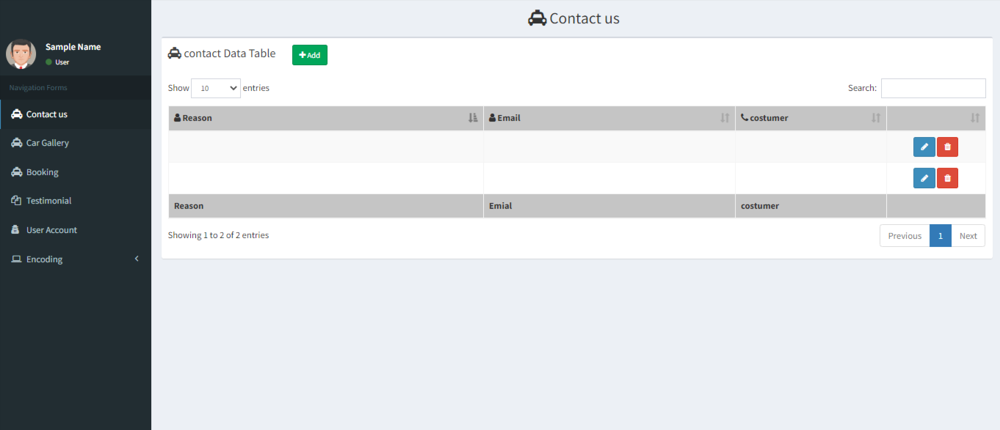 Contact us
Sample Name
User
Navigation Forms
Contact us
Car Gallery
Booking
Testimonial
User Account
Encoding
contact Data Table
Add
Show 10 entries
Search:
Reason Email costumer
Reason Emial costumer
Showing 1 to 2 of 2 entries
Previous 1 Next